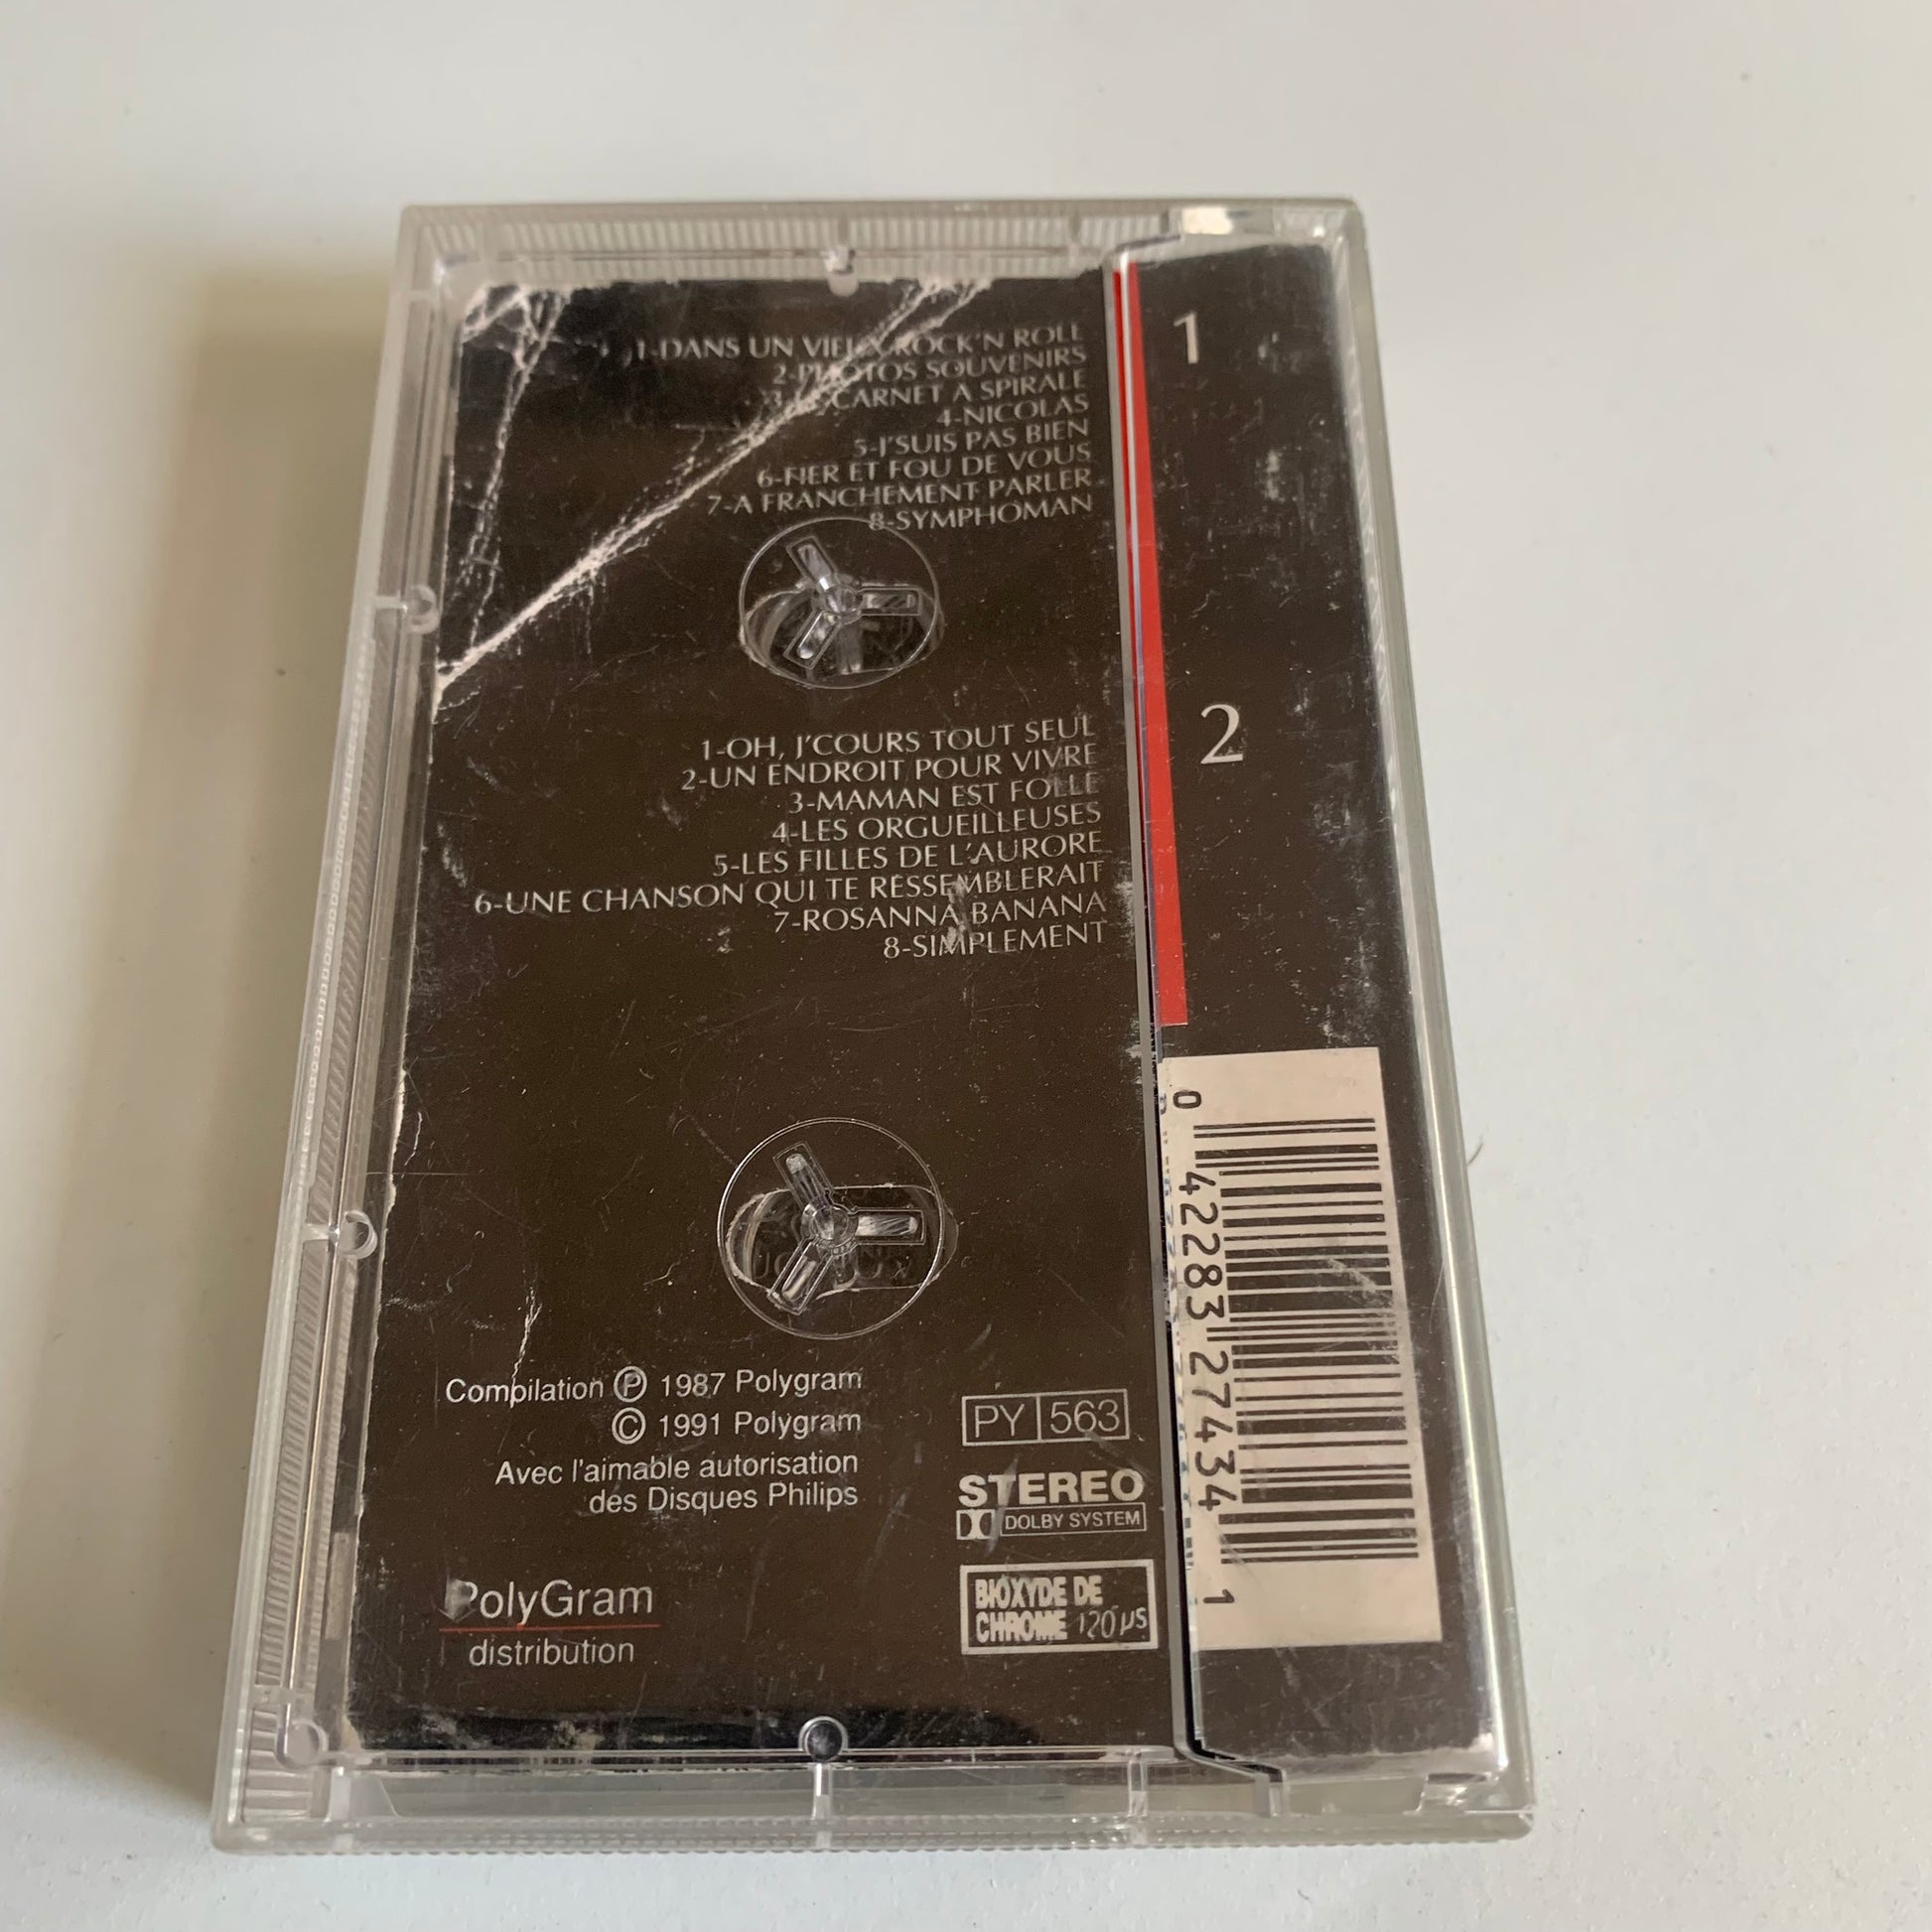 1
1-DANS UN VIEUX ROCK'N ROLL
2-PHOTOS SOUVENIRS
3-LE CARNET A SPIRALE
4-NICOLAS
5-J'SUIS PAS BIEN
6-FIER ET FOU DE VOUS
7-A FRANCHEMENT PARLER
8-SYMPHOMAN
2
1-OH, J'COURS TOUT SEUL
2-UN ENDROIT POUR VIVRE
3-MAMAN EST FOLLE
4-LES ORGUEILLEUSES
5-LES FILLES DE L'AURORE
6-UNE CHANSON QUI TE RESSEMBLERAIT
7-ROSANNA BANANA
8-SIMPLEMENT
Compilation Ⓟ 1987 Polygram
© 1991 Polygram
Avec l'aimable autorisation
des Disques Philips
PolyGram
distribution
PY 563
STEREO
DOLBY SYSTEM
BIOXYDE DE
CHROME 120 µs
0 42283 27434 1